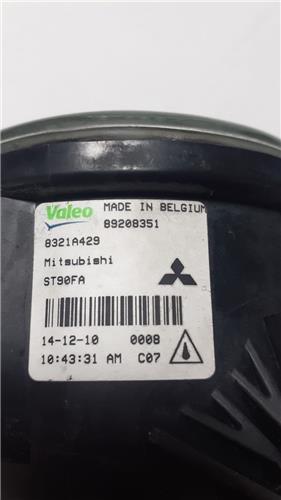 Valeo MADE IN BELGIUM
89208351
8321A429
Mitsubishi
ST90FA
14-12-10 0008
10:43:31 AM C07